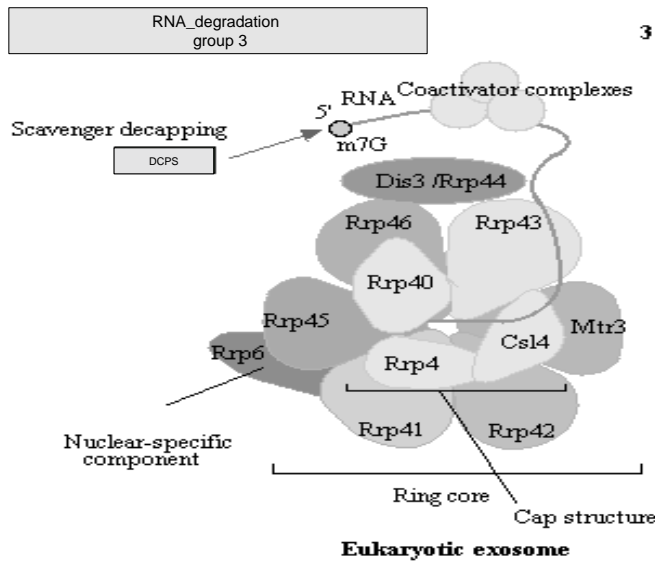 RNA_degradation
group 3
3
Coactivator complexes
5' RNA
m7G
Scavenger decapping
DCPS
Dis3 /Rrp44
Rrp46
Rrp43
Rrp40
Rrp45
Csl4
Mtr3
Rrp6
Rrp4
Rrp41
Rrp42
Nuclear-specific
component
Ring core
Cap structure
Eukaryotic exosome